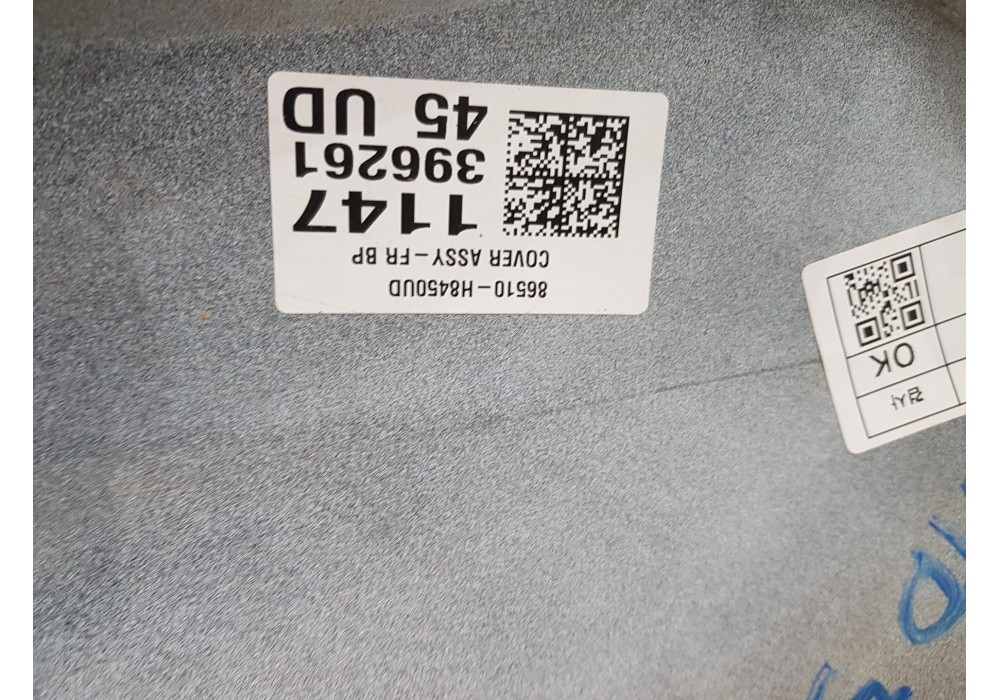 86510-H8450UD
COVER ASSY-FR BP
1147
396261
45 UD
검사
OK